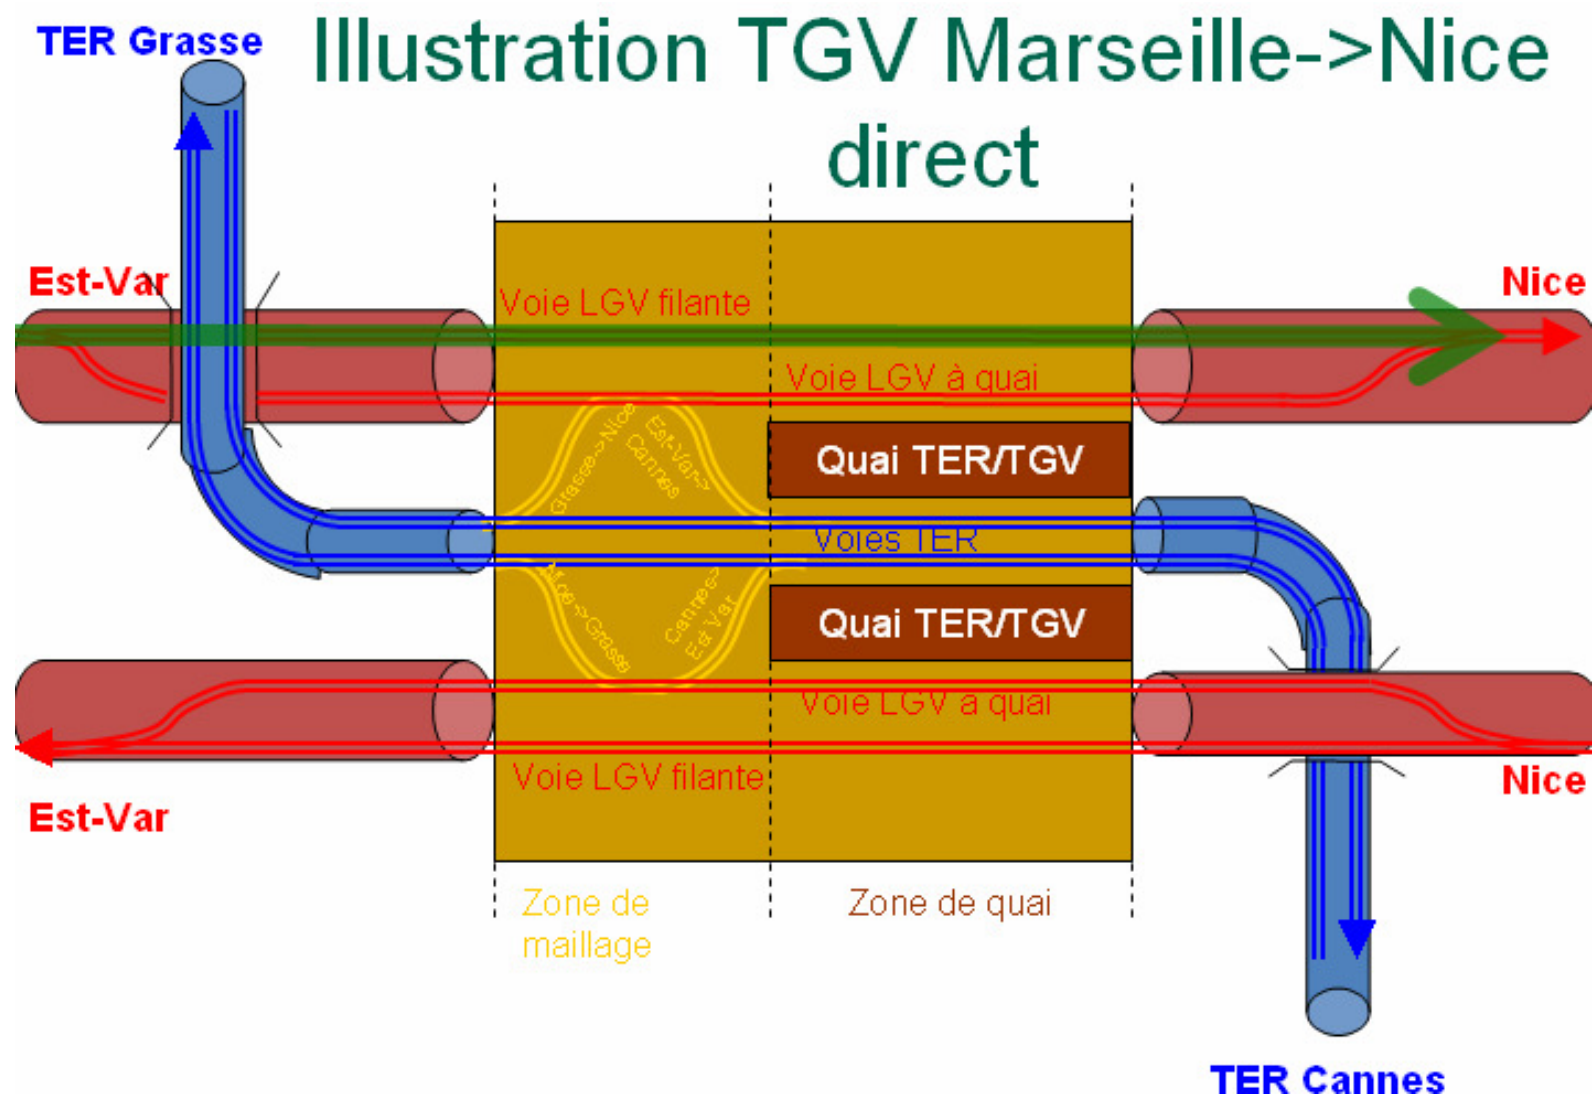 TER Grasse
Illustration TGV Marseille->Nice
direct
Est-Var
Nice
Voie LGV filante
Voie LGV à quai
Grasse->Nice
Est-Var->
Cannes
Quai TER/TGV
Voies TER
Cannes->
Est Var
->Grasse
Quai TER/TGV
Voie LGV a quai
Voie LGV filante
Nice
Est-Var
Zone de
maillage
Zone de quai
TER Cannes